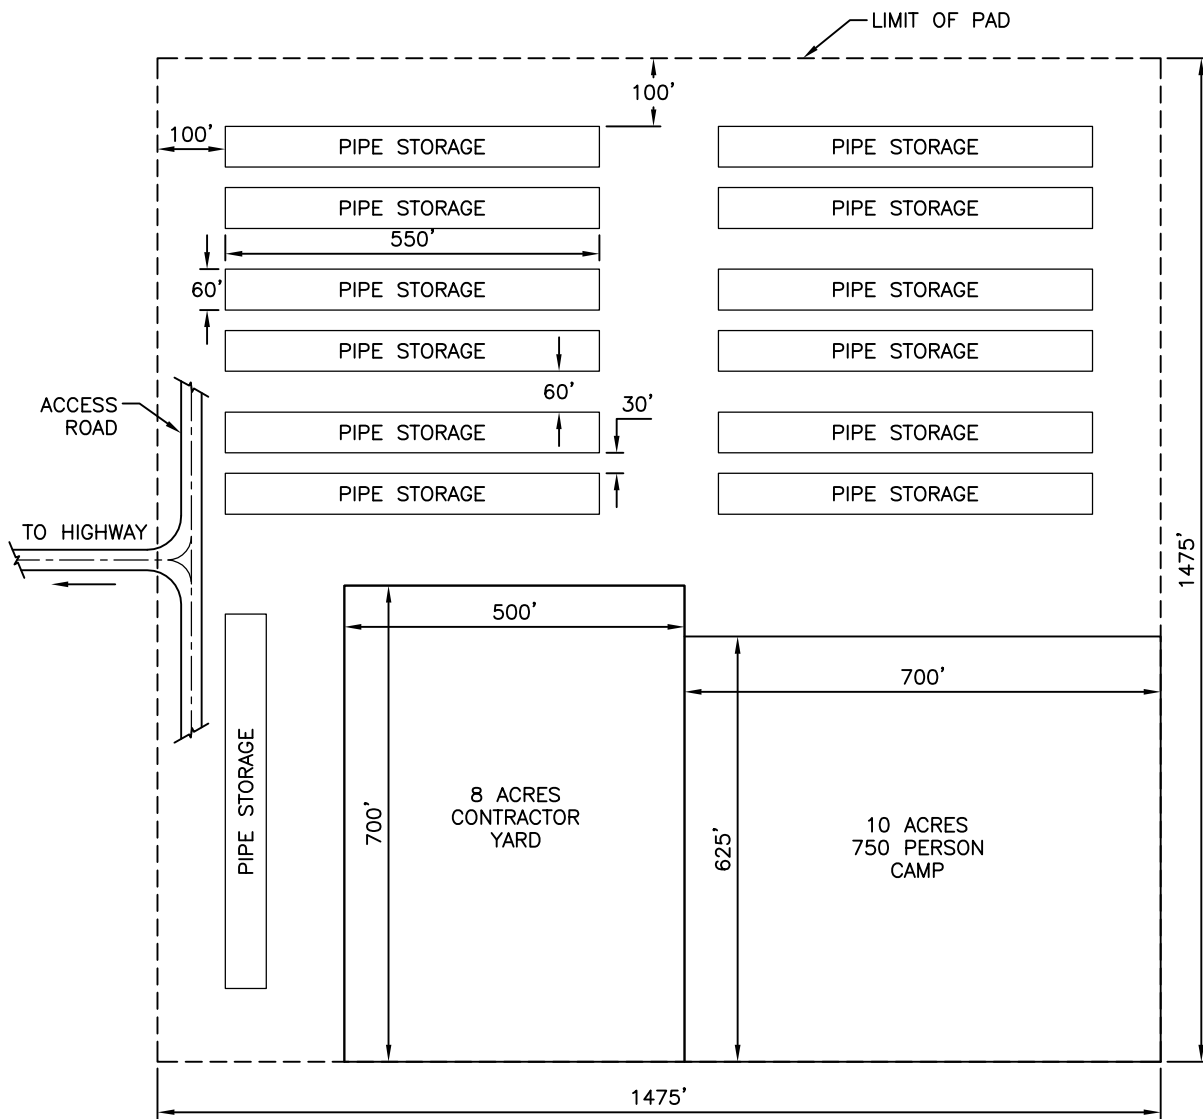 LIMIT OF PAD
100'
100'
PIPE STORAGE
PIPE STORAGE
PIPE STORAGE
PIPE STORAGE
550'
60'
PIPE STORAGE
PIPE STORAGE
PIPE STORAGE
PIPE STORAGE
60'
30'
ACCESS
ROAD
PIPE STORAGE
PIPE STORAGE
PIPE STORAGE
PIPE STORAGE
TO HIGHWAY
1475'
500'
700'
PIPE STORAGE
700'
8 ACRES
CONTRACTOR
YARD
625'
10 ACRES
750 PERSON
CAMP
1475'